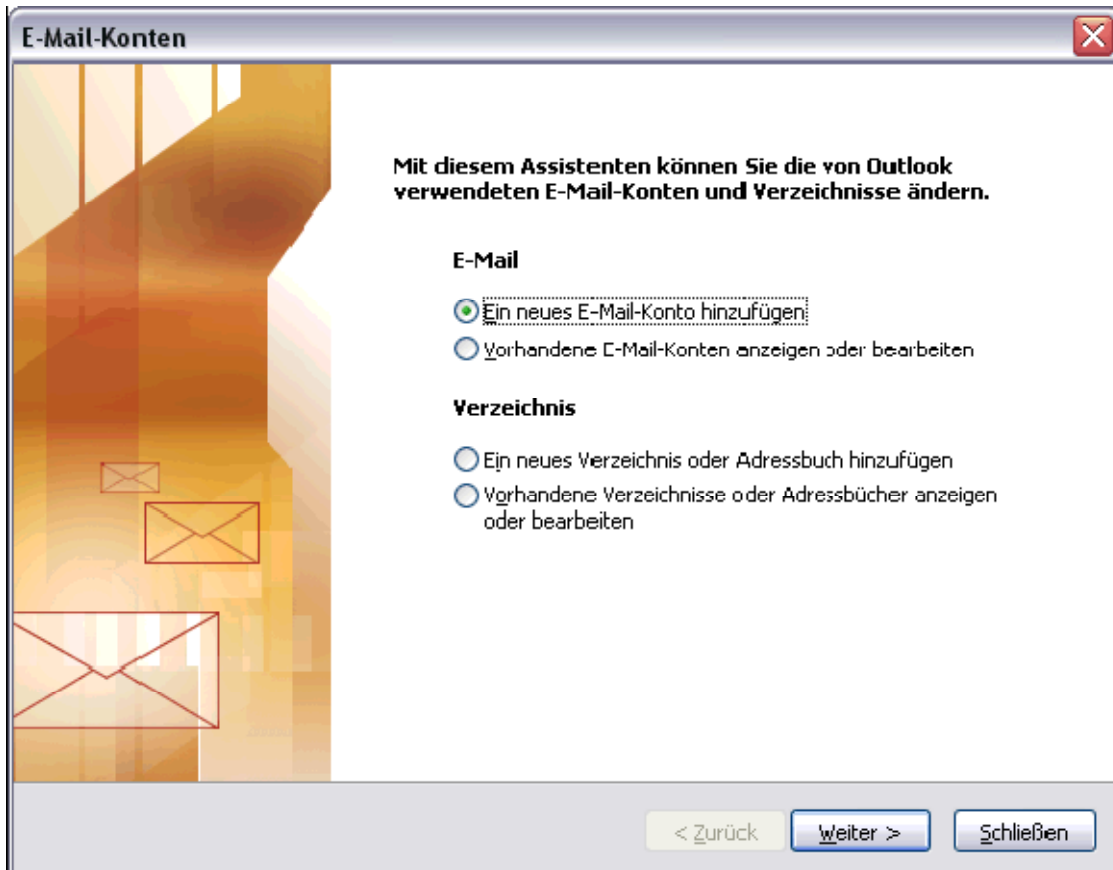 E-Mail-Konten
Mit diesem Assistenten können Sie die von Outlook
verwendeten E-Mail-Konten und Verzeichnisse ändern.
E-Mail
Ein neues E-Mail-Konto hinzufügen
Vorhandene E-Mail-Konten anzeigen oder bearbeiten
Verzeichnis
Ein neues Verzeichnis oder Adressbuch hinzufügen
Vorhandene Verzeichnisse oder Adressbücher anzeigen
oder bearbeiten
< Zurück Weiter > Schließen